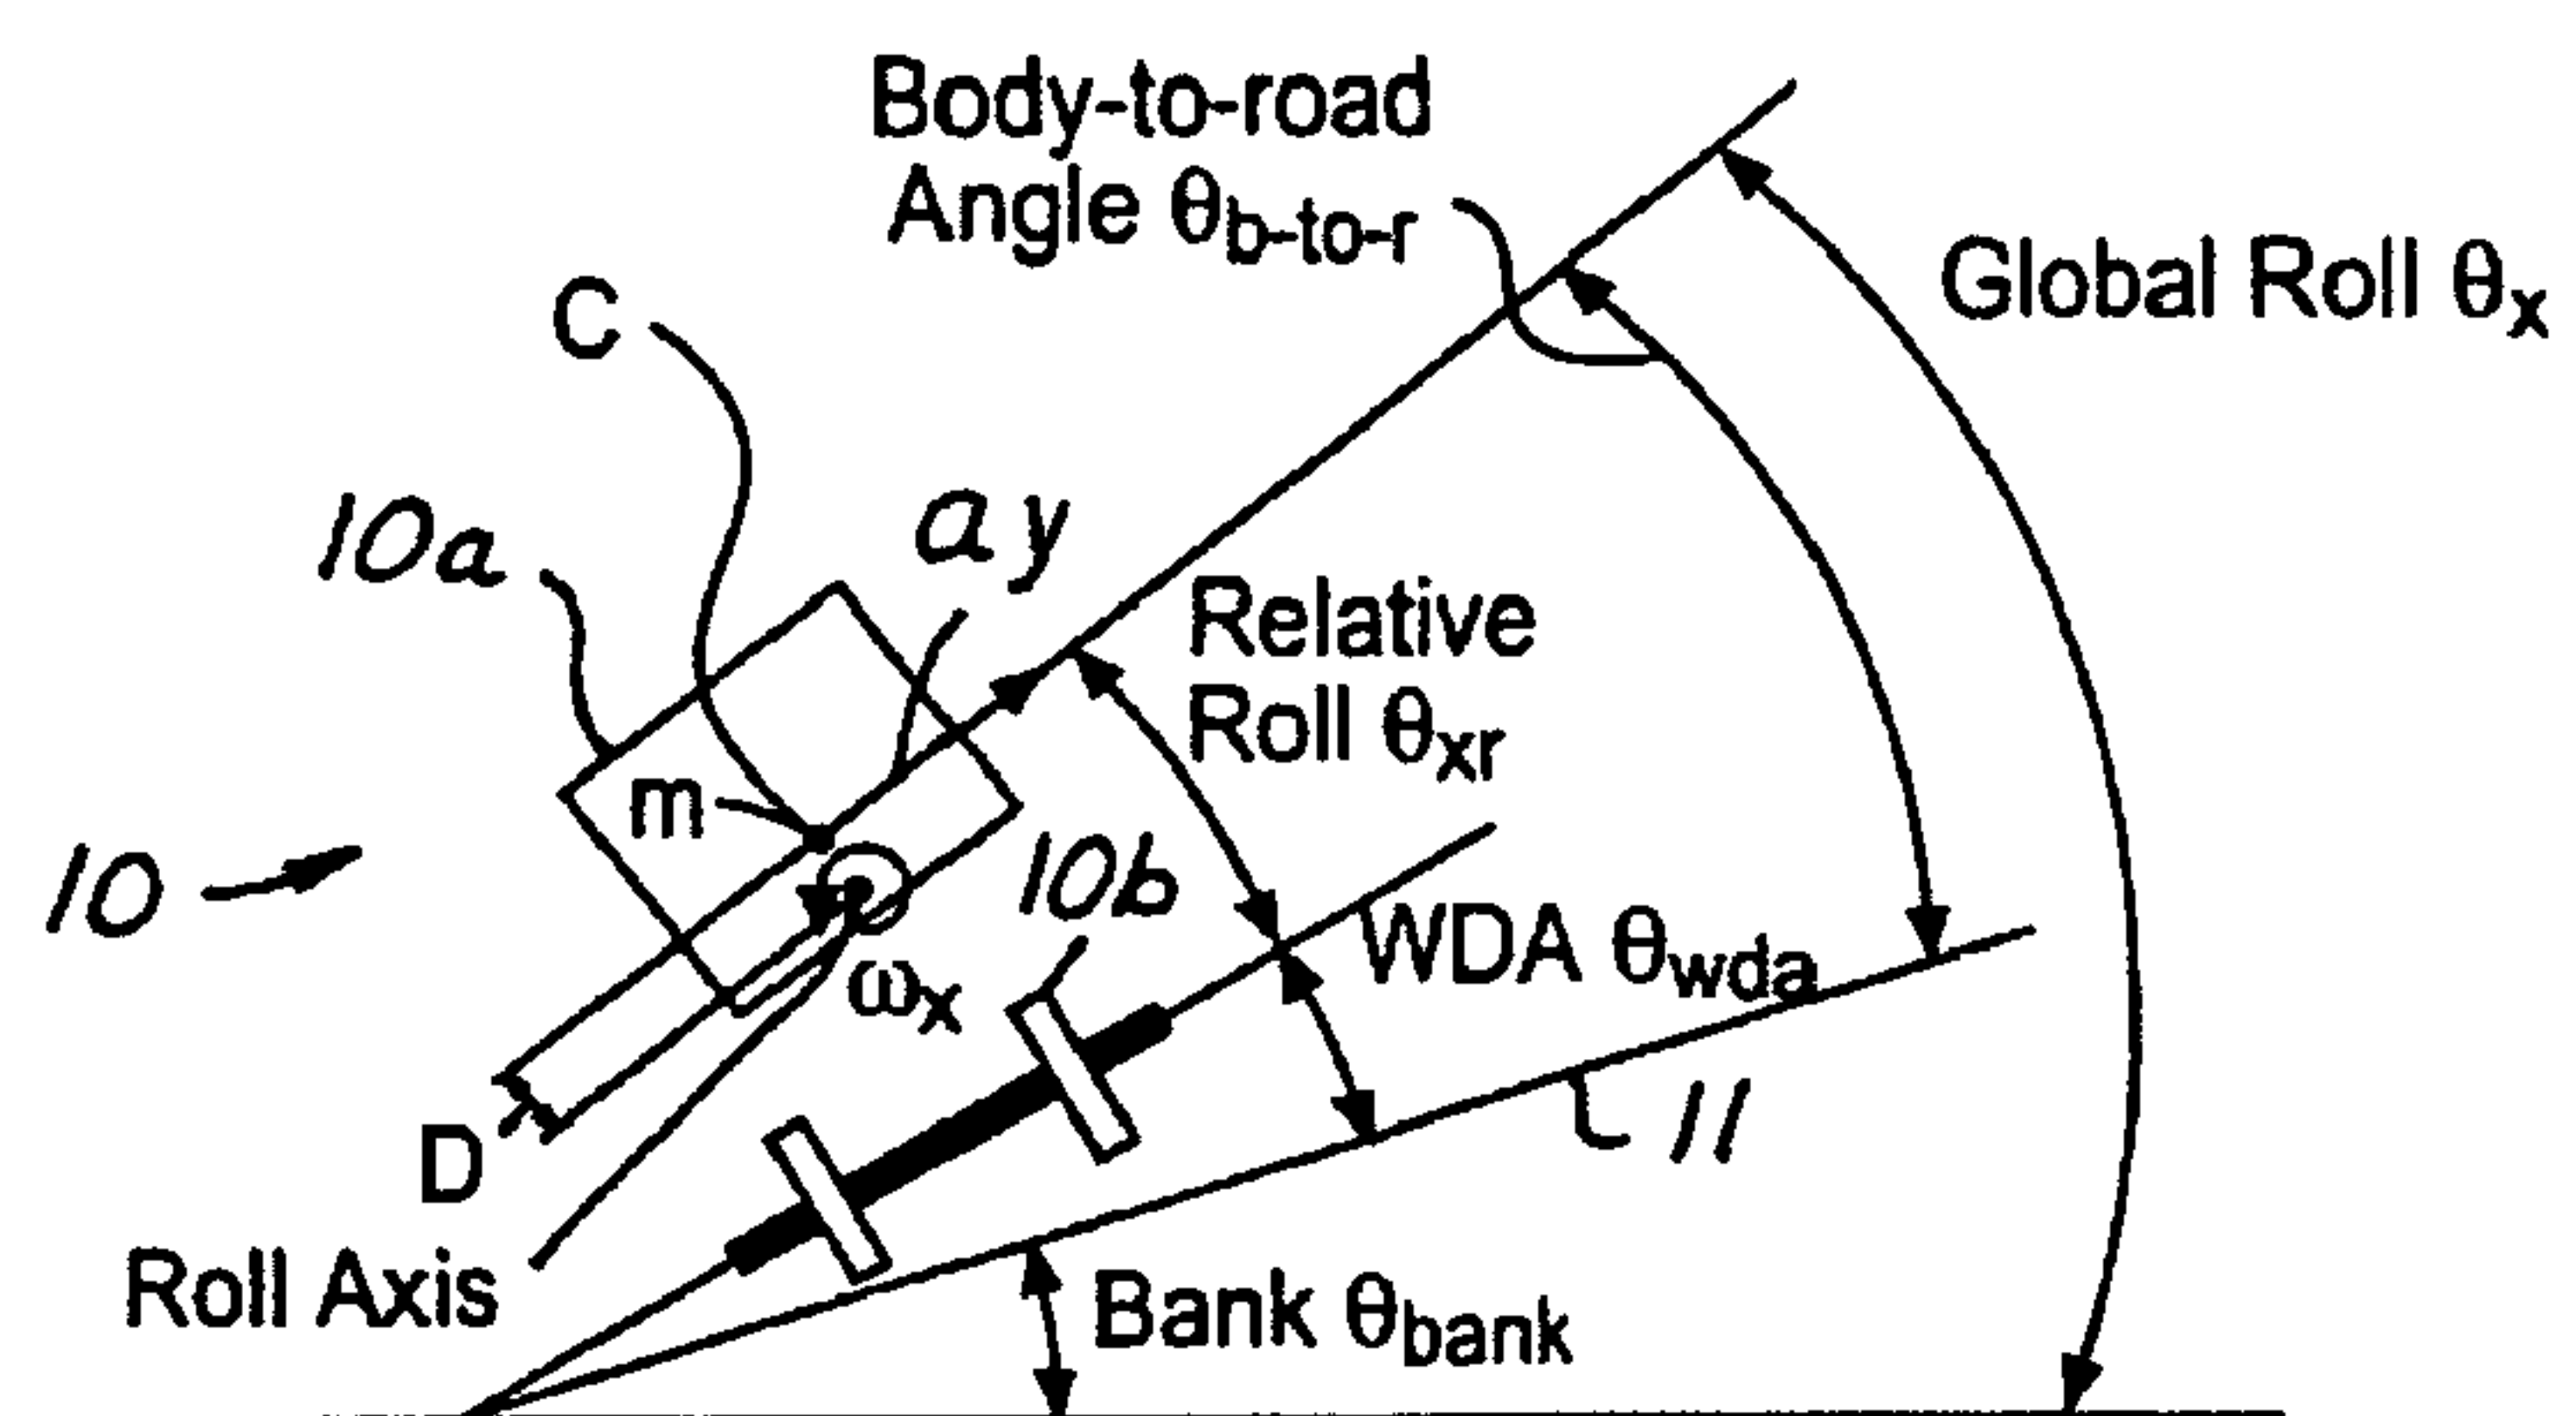 Body-to-road
Angle θb-to-r
Global Roll θx
C
10a
ay
Relative
Roll θxr
m
10
10b
ωx
WDA θwda
D
11
Roll Axis
Bank θbank